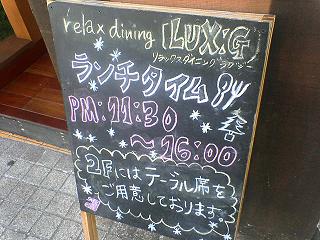 relax dining LUX:G
リラックスダイニング ラグジー
ランチタイム
PM:11:30
～16:00
2Fにはテーブル席を
ご用意しております。